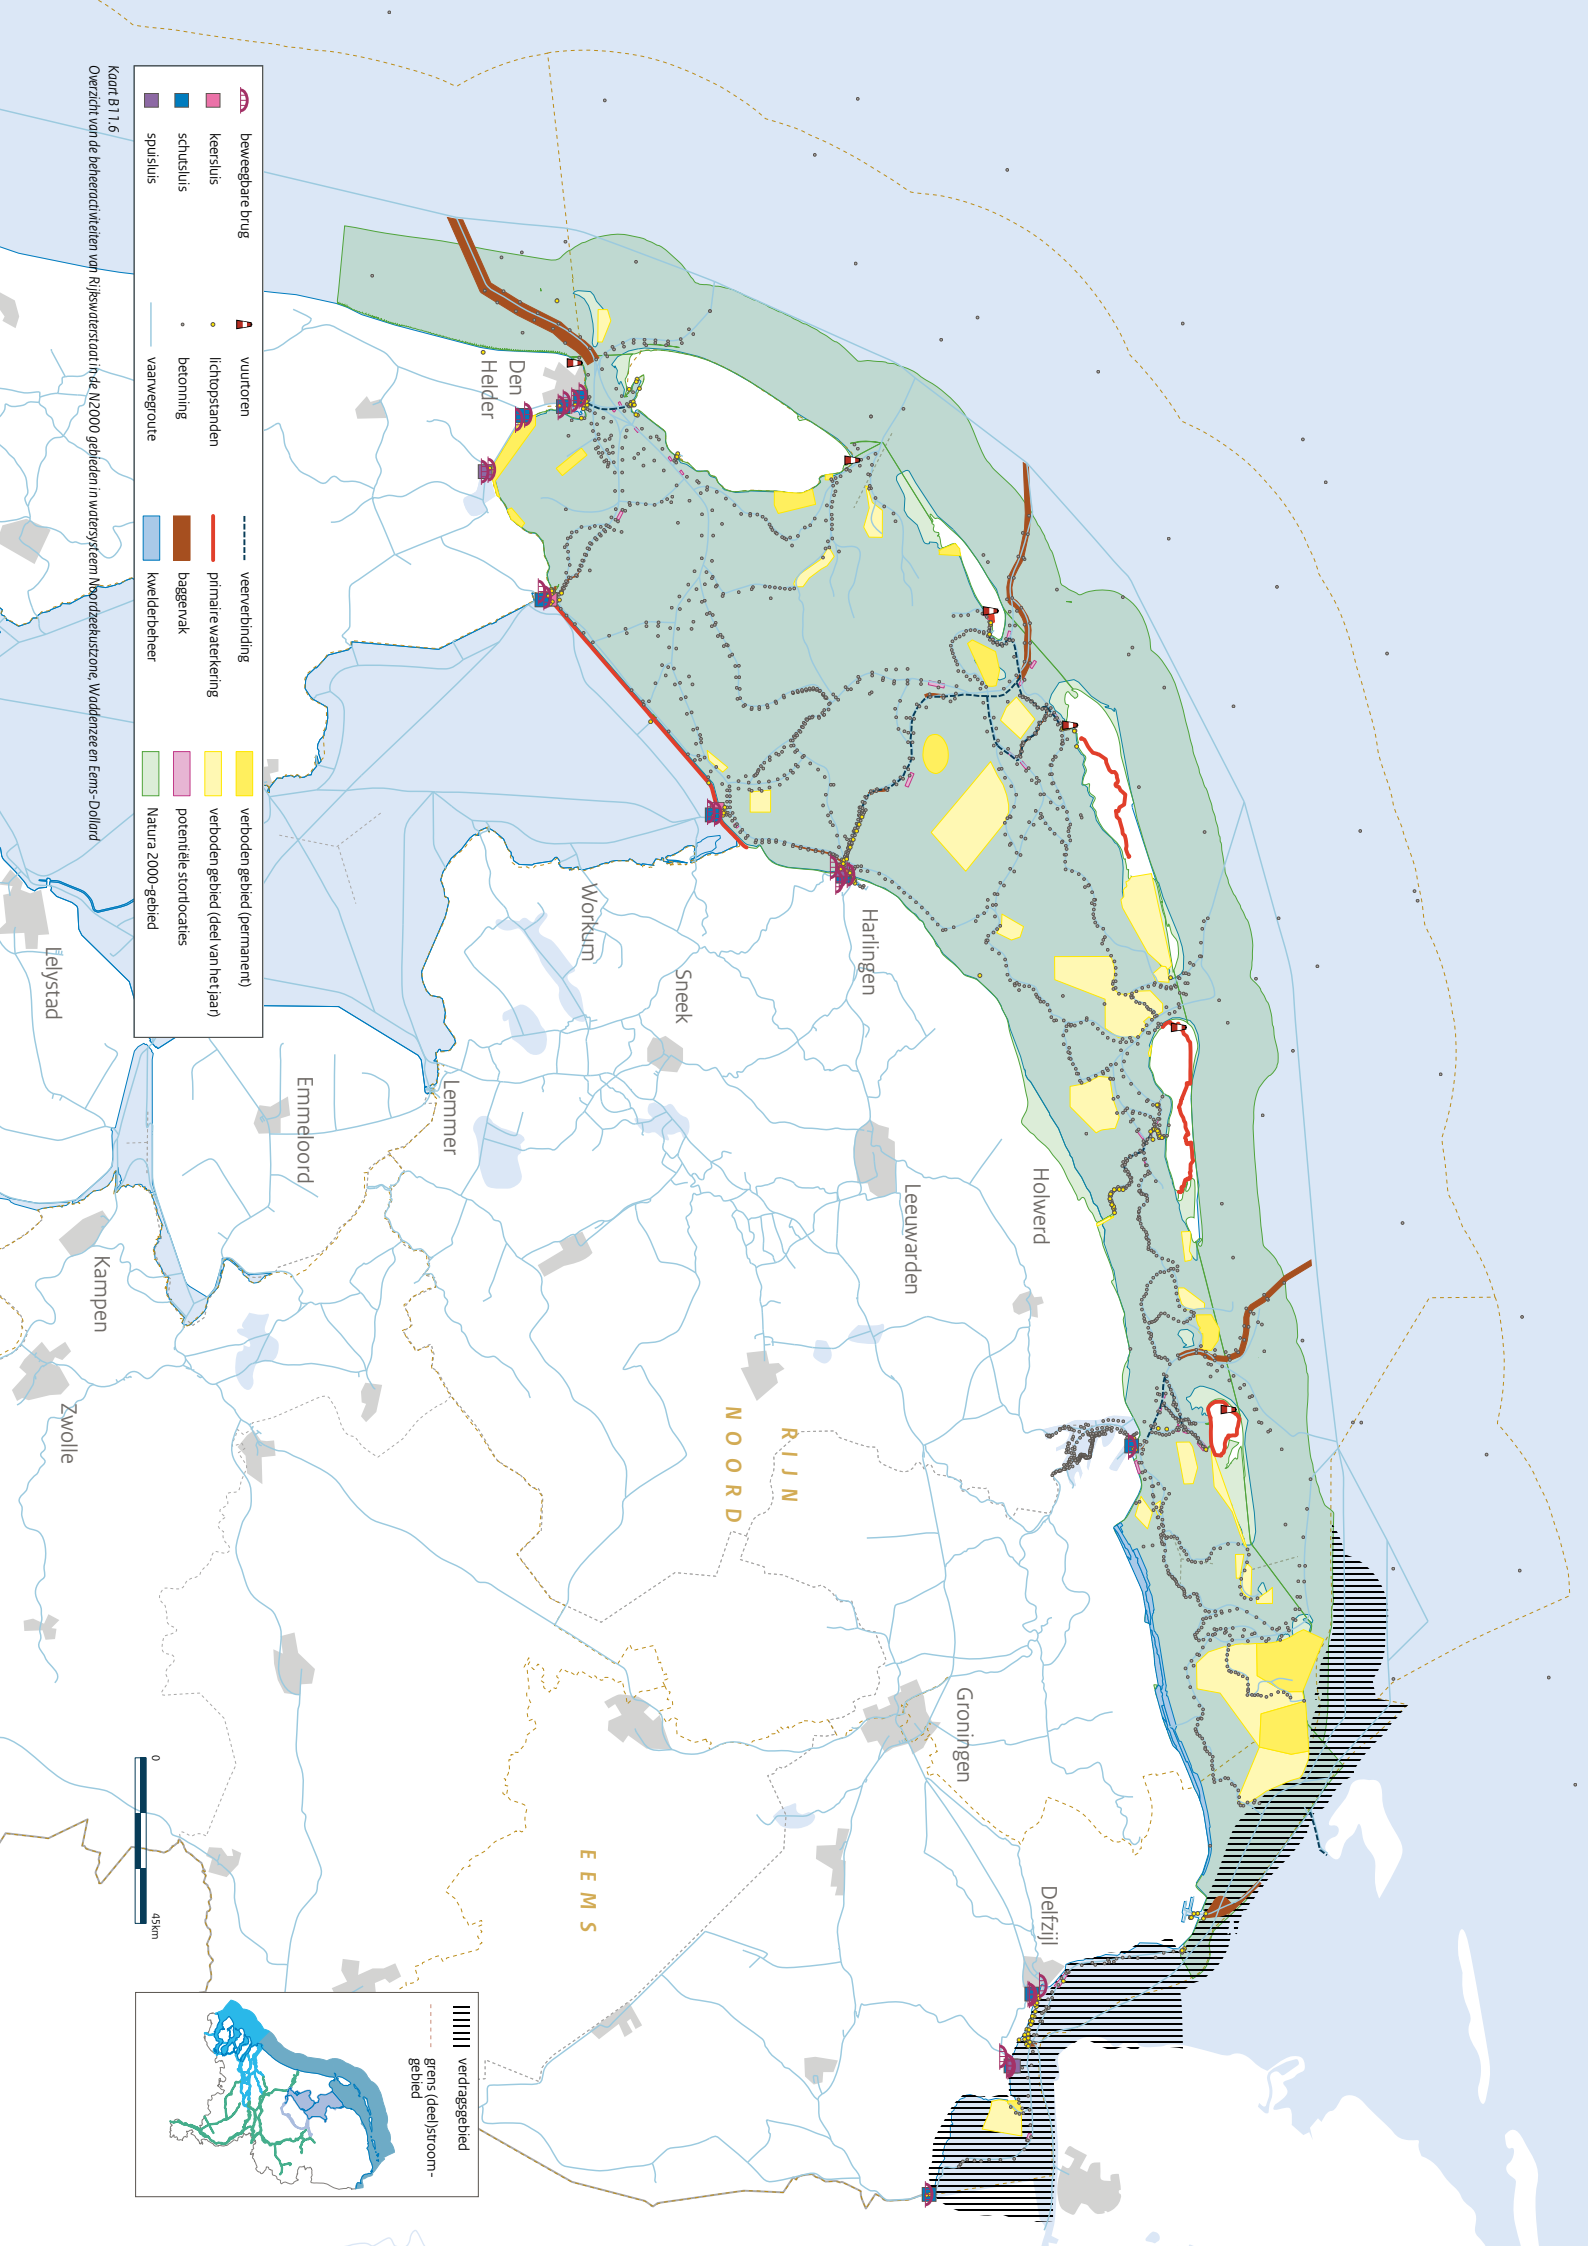 Den
Helder
Workum
Sneek
Harlingen
Lemmer
Emmeloord
Lelystad
Kampen
Zwolle
Leeuwarden
Holwerd
Groningen
Delfzijl
RIJN
NOORD
EEMS
beweegbare brug
keersluis
schutsluis
spuisluis
vuurtoren
lichtopstanden
betonning
vaarwegroute
veerverbinding
primaire waterkering
baggervak
kwelderbeheer
verboden gebied (permanent)
verboden gebied (deel van het jaar)
potentiële stortlocaties
Natura 2000-gebied
Kaart B11.6
Overzicht van de beheeractiviteiten van Rijkswaterstaat in de N2000 gebieden in watersysteem Noordzeekustzone, Waddenzee en Eems-Dollard
0 45km
verdragsgebied
grens (deel)stroom-
gebied